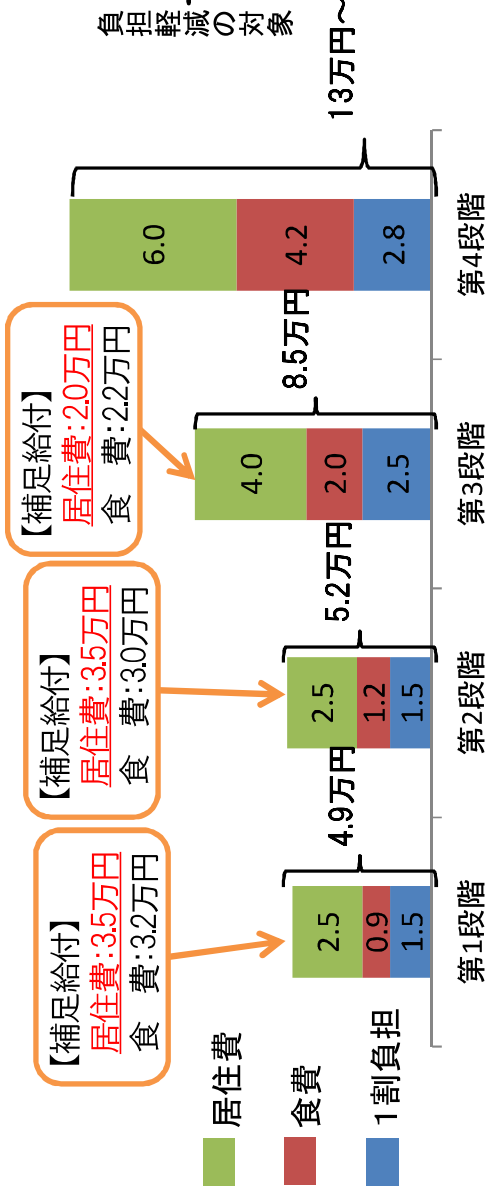 居住費
食費
1割負担
【補足給付】
居住費:3.5万円
食 費:3.2万円
【補足給付】
居住費:3.5万円
食 費:3.0万円
【補足給付】
居住費:2.0万円
食 費:2.2万円
負担軽減の対象
2.5
0.9
1.5
4.9万円
第1段階
2.5
1.2
1.5
5.2万円
第2段階
4.0
2.0
2.5
8.5万円
第3段階
6.0
4.2
2.8
13万円~
第4段階